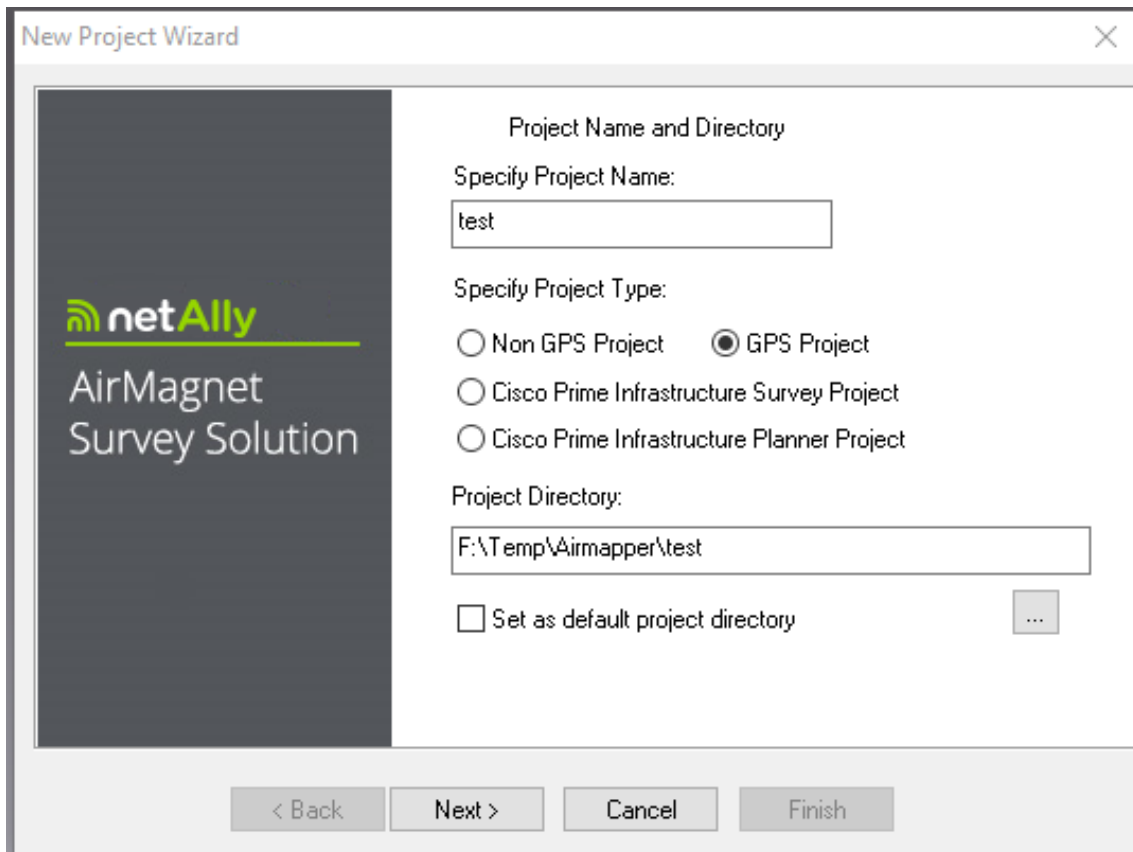 New Project Wizard
netAlly
AirMagnet
Survey Solution
Project Name and Directory
Specify Project Name:
test
Specify Project Type:
Non GPS Project GPS Project
Cisco Prime Infrastructure Survey Project
Cisco Prime Infrastructure Planner Project
Project Directory:
F:\Temp\Airmapper\test
Set as default project directory ...
< Back Next > Cancel Finish